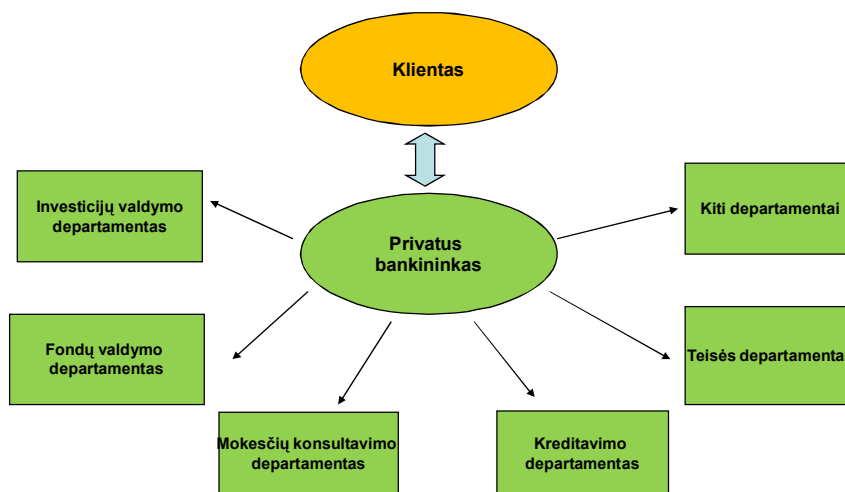 Klientas
Privatus
bankininkas
Investicijų valdymo
departamentas
Kiti departamentai
Fondų valdymo
departamentas
Teisės departamenta
Mokesčių konsultavimo
departamentas
Kreditavimo
departamentas